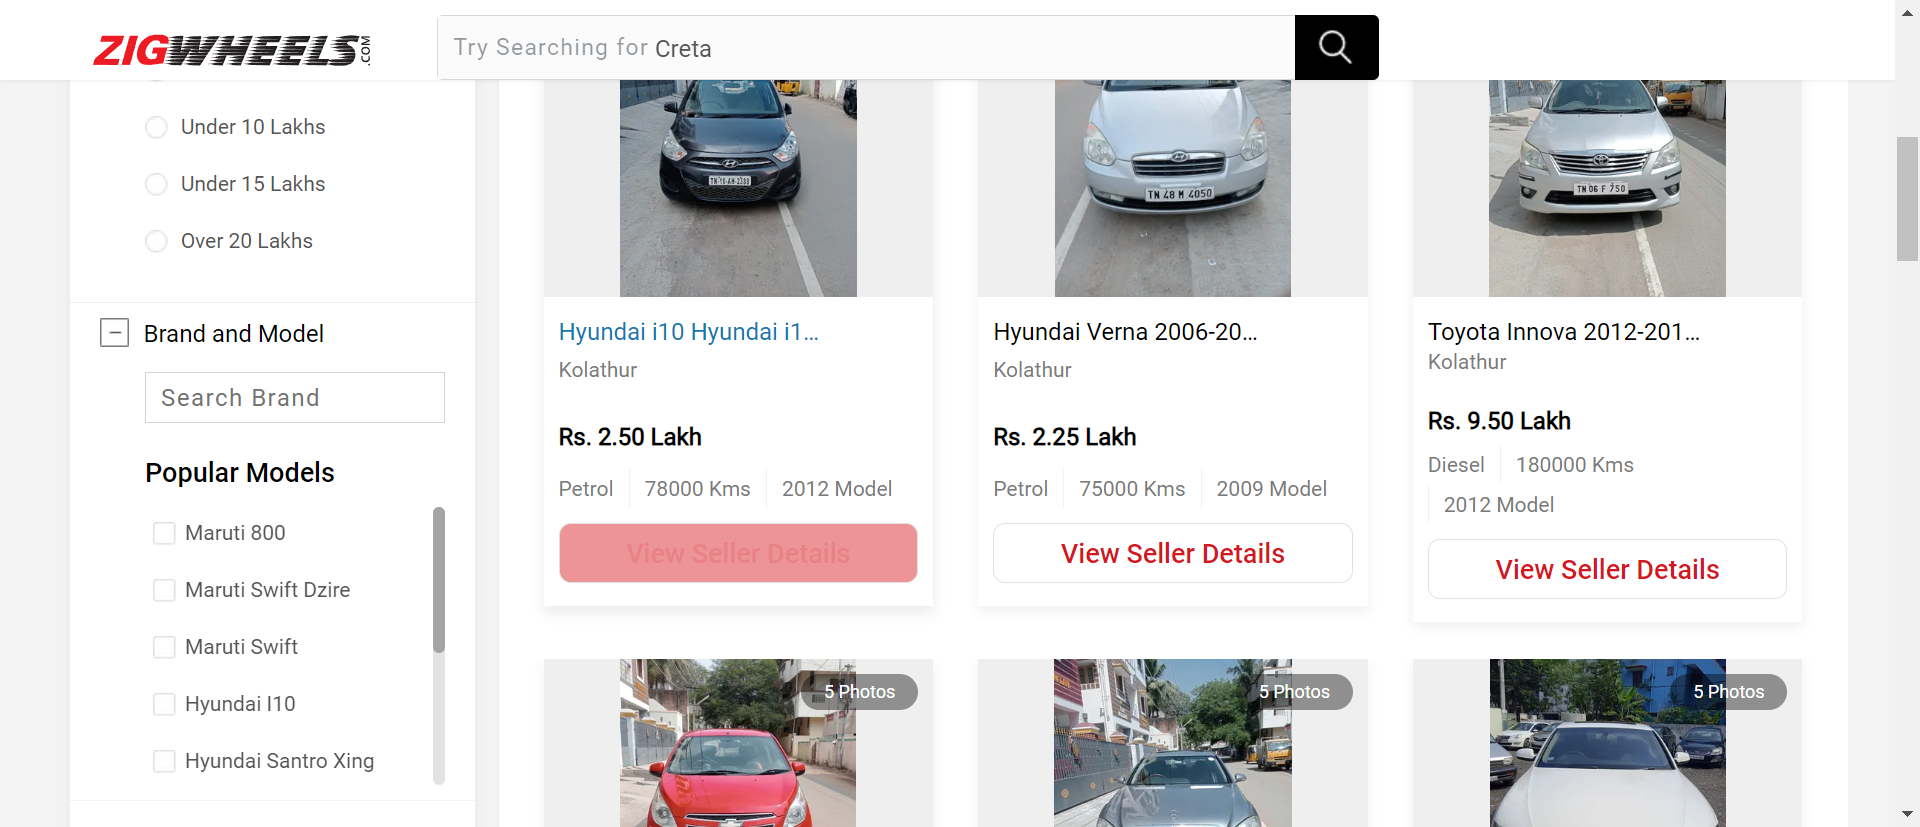 ZIGWHEELS.COM
Try Searching for Creta
Under 10 Lakhs
Under 15 Lakhs
Over 20 Lakhs
Brand and Model
Search Brand
Popular Models
Maruti 800
Maruti Swift Dzire
Maruti Swift
Hyundai I10
Hyundai Santro Xing
TN-10-AH-2388
Hyundai i10 Hyundai i1...
Kolathur
Rs. 2.50 Lakh
Petrol 78000 Kms 2012 Model
View Seller Details
TN 48 M 4050
Hyundai Verna 2006-20...
Kolathur
Rs. 2.25 Lakh
Petrol 75000 Kms 2009 Model
View Seller Details
TN 06 F 750
Toyota Innova 2012-201...
Kolathur
Rs. 9.50 Lakh
Diesel 180000 Kms
2012 Model
View Seller Details
5 Photos
5 Photos
5 Photos